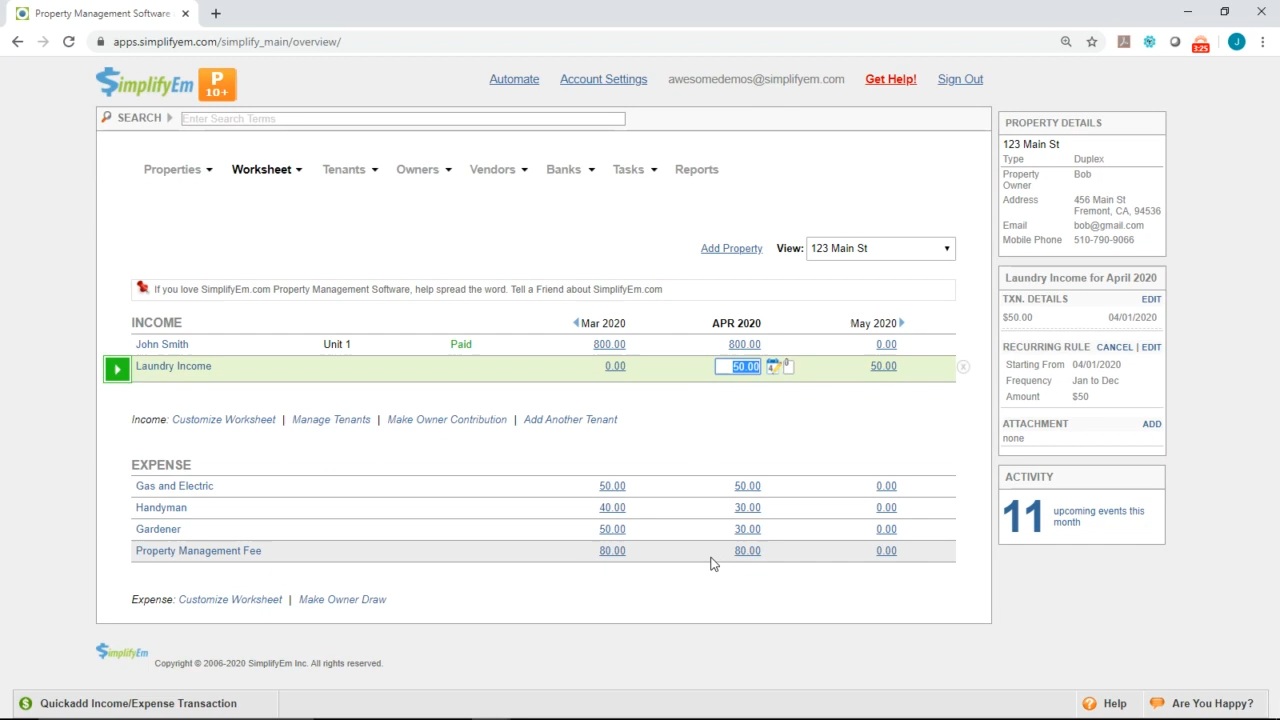 Property Management Software
apps.simplifyem.com/simplify_main/overview/
3:25
J
SimplifyEm P 10+
Automate Account Settings awesomedemos@simplifyem.com Get Help! Sign Out
SEARCH Enter Search Terms
Properties Worksheet Tenants Owners Vendors Banks Tasks Reports
Add Property View: 123 Main St
If you love SimplifyEm.com Property Management Software, help spread the word. Tell a Friend about SimplifyEm.com
INCOME Mar 2020 APR 2020 May 2020
John Smith Unit 1 Paid 800.00 800.00 0.00
Laundry Income 0.00 50.00 50.00
Income: Customize Worksheet | Manage Tenants | Make Owner Contribution | Add Another Tenant
EXPENSE
Gas and Electric 50.00 50.00 0.00
Handyman 40.00 30.00 0.00
Gardener 50.00 30.00 0.00
Property Management Fee 80.00 80.00 0.00
Expense: Customize Worksheet | Make Owner Draw
PROPERTY DETAILS
123 Main St
Type Duplex
Property Bob
Owner
Address 456 Main St
Fremont, CA, 94536
Email bob@gmail.com
Mobile Phone 510-790-9066
Laundry Income for April 2020
TXN. DETAILS EDIT
$50.00 04/01/2020
RECURRING RULE CANCEL | EDIT
Starting From 04/01/2020
Frequency Jan to Dec
Amount $50
ATTACHMENT ADD
none
ACTIVITY
11 upcoming events this
month
SimplifyEm Copyright © 2006-2020 SimplifyEm Inc. All rights reserved.
Quickadd Income/Expense Transaction Help Are You Happy?